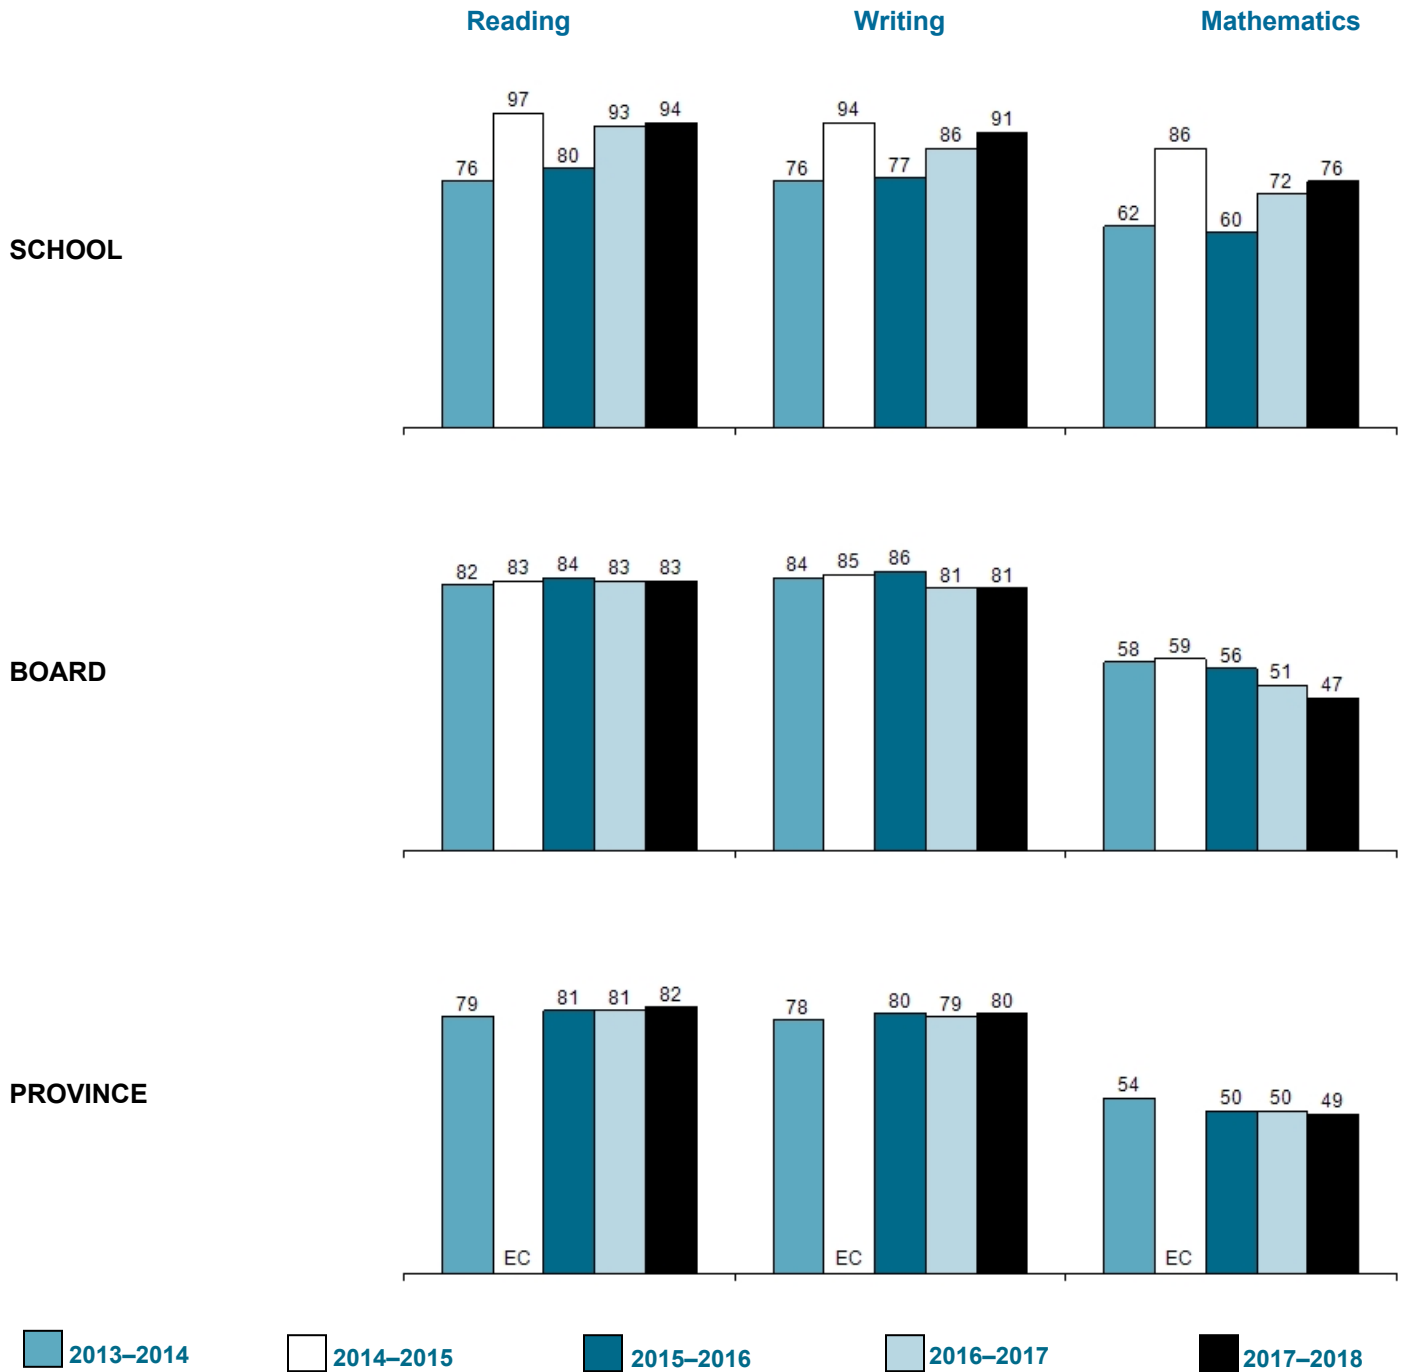 Reading Writing Mathematics
97 94 86
76 80 93 94 76 77 86 91 62 60 72 76
SCHOOL
82 83 84 83 83 84 85 86 81 81 58 59 56 51 47
BOARD
79 81 81 82 78 80 79 80 54 50 50 49
PROVINCE
EC EC EC
2013–2014 2014–2015 2015–2016 2016–2017 2017–2018